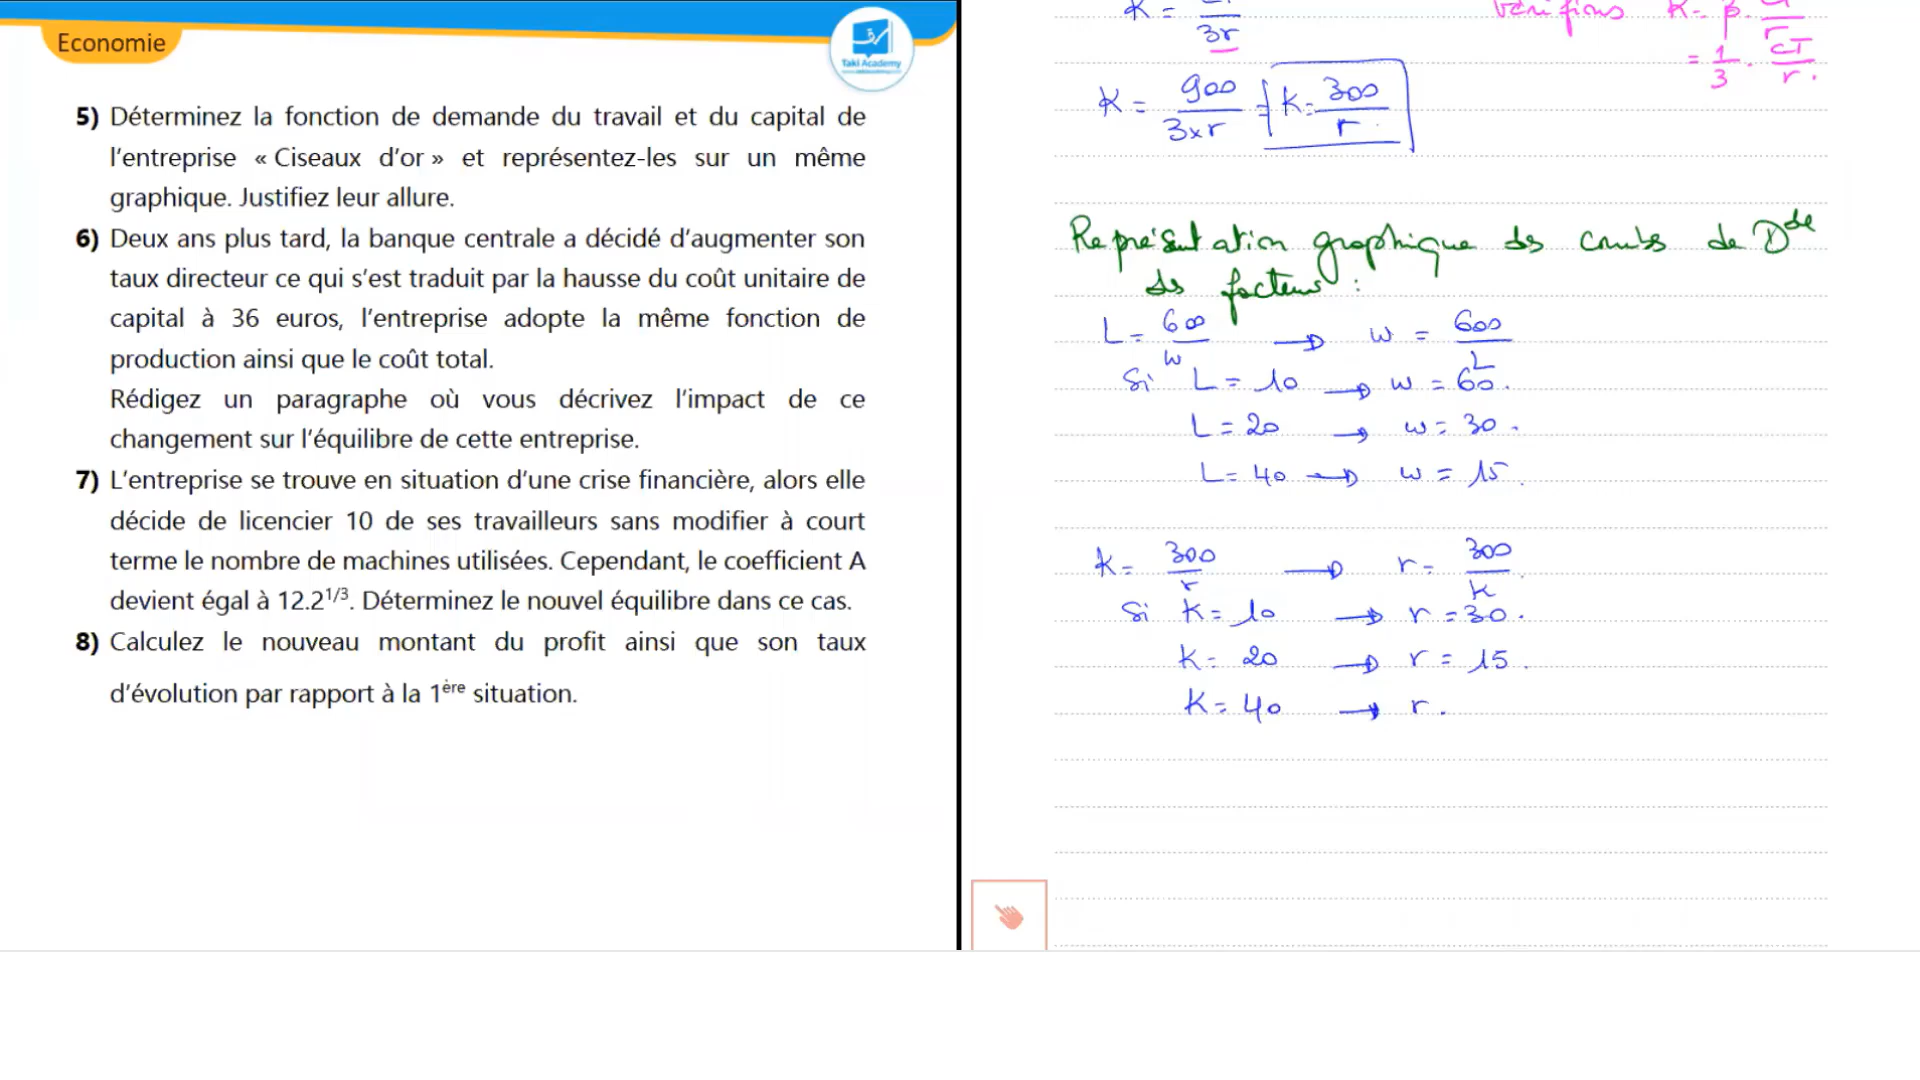 Economie
Taki Academy
www.takiacademy.com
5) Déterminez la fonction de demande du travail et du capital de
l'entreprise « Ciseaux d'or » et représentez-les sur un même
graphique. Justifiez leur allure.
6) Deux ans plus tard, la banque centrale a décidé d'augmenter son
taux directeur ce qui s'est traduit par la hausse du coût unitaire de
capital à 36 euros, l'entreprise adopte la même fonction de
production ainsi que le coût total.
Rédigez un paragraphe où vous décrivez l'impact de ce
changement sur l'équilibre de cette entreprise.
7) L'entreprise se trouve en situation d'une crise financière, alors elle
décide de licencier 10 de ses travailleurs sans modifier à court
terme le nombre de machines utilisées. Cependant, le coefficient A
devient égal à 12.2^{1/3}. Déterminez le nouvel équilibre dans ce cas.
8) Calculez le nouveau montant du profit ainsi que son taux
d'évolution par rapport à la 1ère situation.
K = /3r
vérifions K = β. /r
= 1/3 . CT/r.
K = 900/3xr = K = 300/r.
Représentation graphique des courbes de Dde
des facteurs :
L = 600/w → w = 600/L
Si L = 10 → w = 60.
L = 20 → w = 30.
L = 40 → w = 15.
K = 300/r → r = 300/K.
Si K = 10 → r = 30.
K = 20 → r = 15.
K = 40 → r.